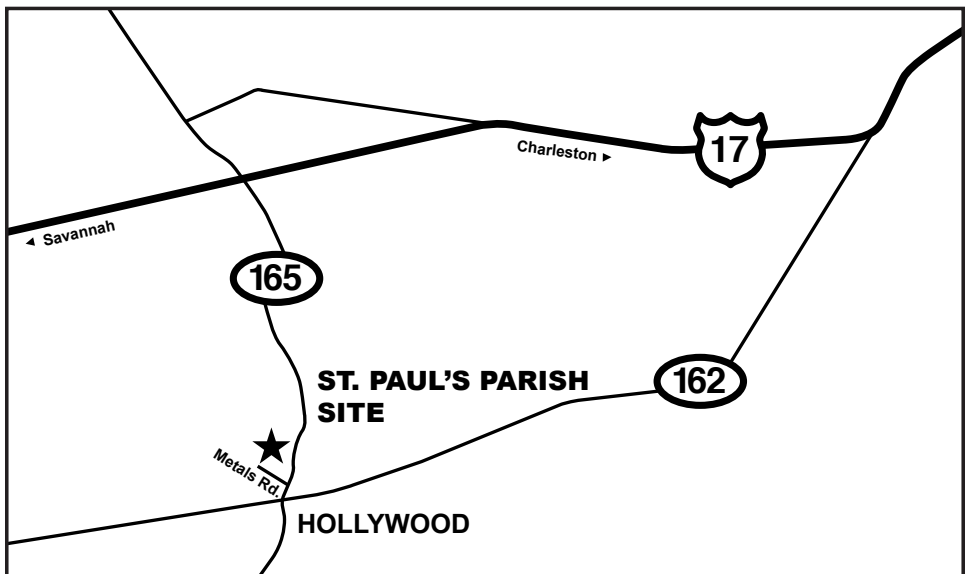 17
Charleston ►
◄ Savannah
165
ST. PAUL’S PARISH
SITE
162
Metals Rd.
HOLLYWOOD